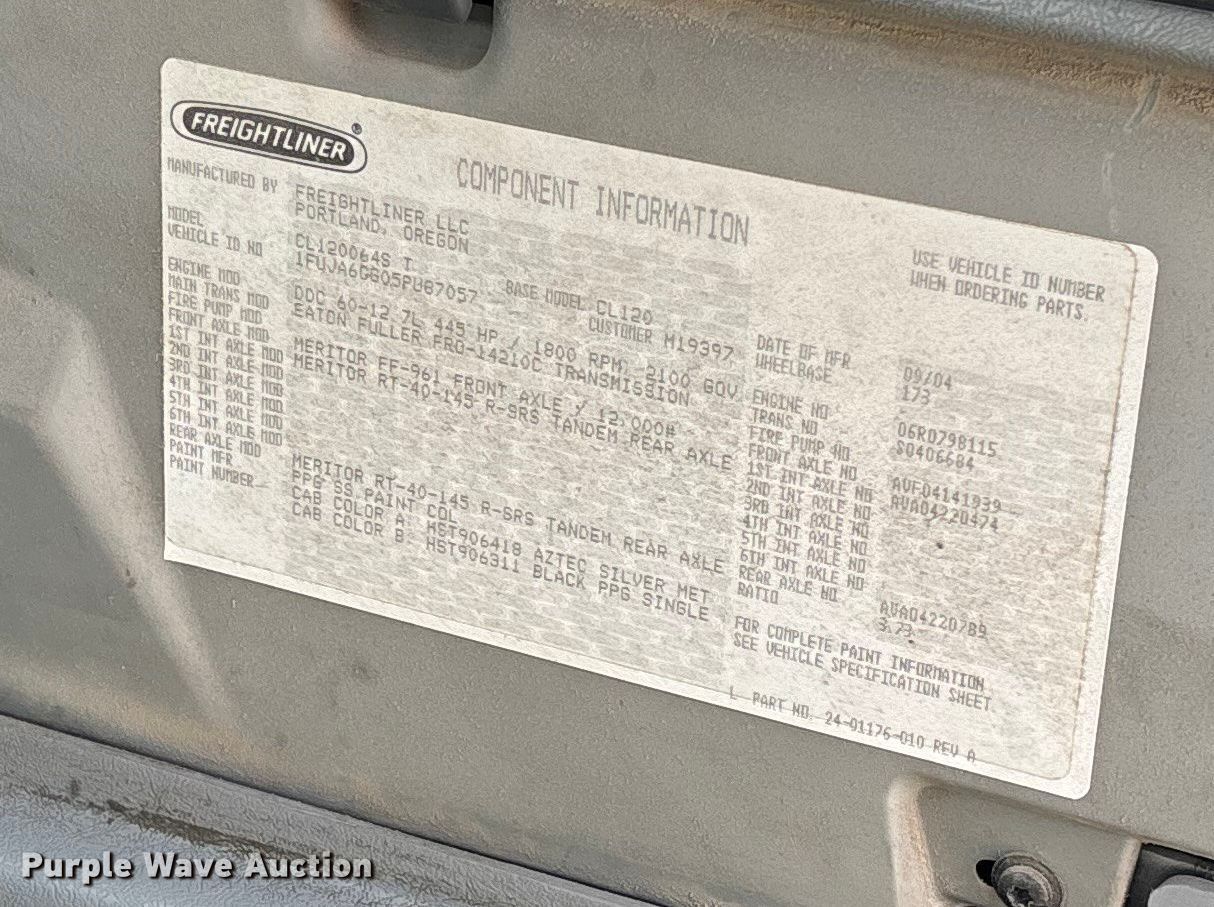 FREIGHTLINER
COMPONENT INFORMATION
USE VEHICLE ID NUMBER
WHEN ORDERING PARTS.
MANUFACTURED BY FREIGHTLINER LLC
PORTLAND, OREGON
MODEL CL120064S T BASE MODEL CL120
VEHICLE ID NO CUSTOMER M19397
ENGINE MOD DDC 60-12.7L 445 HP / 1800 RPM, 2100 GOV
MAIN TRANS MOD EATON FULLER FRO-14210C TRANSMISSION
FIRE PUMP MOD
FRONT AXLE MOD MERITOR FF-961 FRONT AXLE / 12,000#
1ST INT AXLE MOD MERITOR RT-40-145 TANDEM REAR AXLE
2ND INT AXLE MOD
3RD INT AXLE MOD
4TH INT AXLE MOD
5TH INT AXLE MOD
6TH INT AXLE MOD
REAR AXLE MOD MERITOR RT-40-145 TANDEM REAR AXLE
PAINT MFR PPG SS PAINT COL
PAINT NUMBER CAB COLOR A: HST906418 AZTEC SILVER MET
CAB COLOR B: HST906311 BLACK PPG SINGLE
DATE OF MFR 09/04
WHEELBASE 173
ENGINE NO 06R0798115
TRANS NO S0406684
FIRE PUMP NO
FRONT AXLE NO AVF04141939
1ST INT AXLE NO AVA04220474
2ND INT AXLE NO
3RD INT AXLE NO
4TH INT AXLE NO
5TH INT AXLE NO
6TH INT AXLE NO
REAR AXLE NO. AVA04220789
RATIO 3.73
FOR COMPLETE PAINT INFORMATION
SEE VEHICLE SPECIFICATION SHEET.
L PART NO. 24-01176-010 REV A
Purple Wave Auction